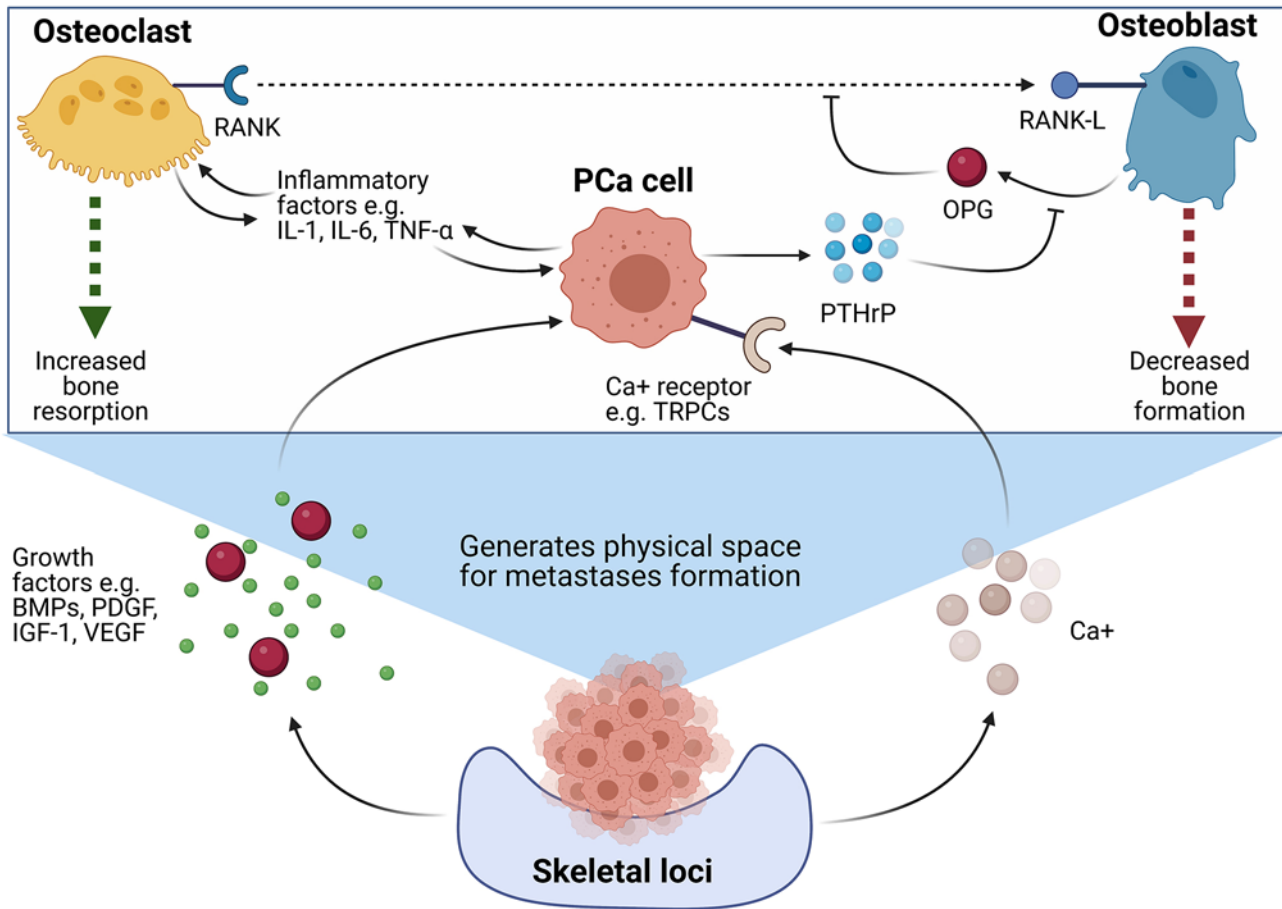 Osteoclast
Osteoblast
RANK
RANK-L
Inflammatory
factors e.g.
IL-1, IL-6, TNF-α
PCa cell
OPG
PTHrP
Increased
bone
resorption
Ca+ receptor
e.g. TRPCs
Decreased
bone
formation
Growth
factors e.g.
BMPs, PDGF,
IGF-1, VEGF
Generates physical space
for metastases formation
Ca+
Skeletal loci